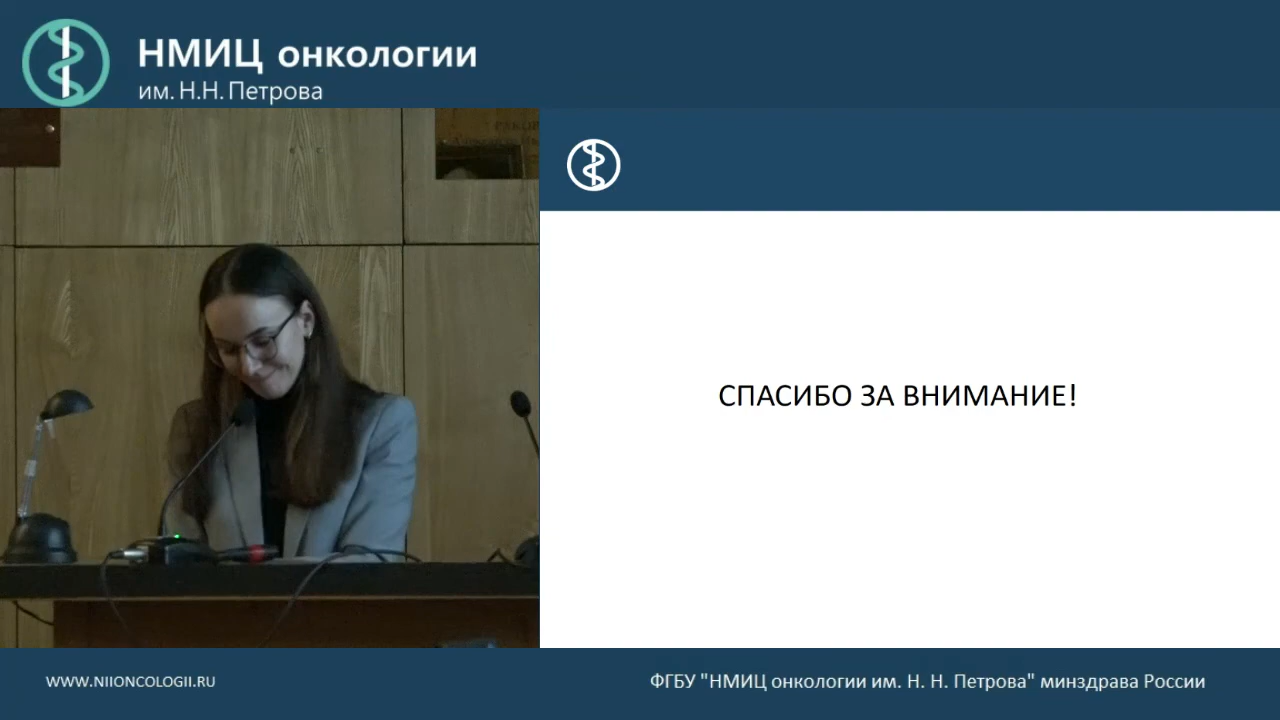 НМИЦ онкологии
им. Н.Н. Петрова
СПАСИБО ЗА ВНИМАНИЕ!
WWW.NIIONCOLOGII.RU
ФГБУ "НМИЦ онкологии им. Н. Н. Петрова" минздрава России